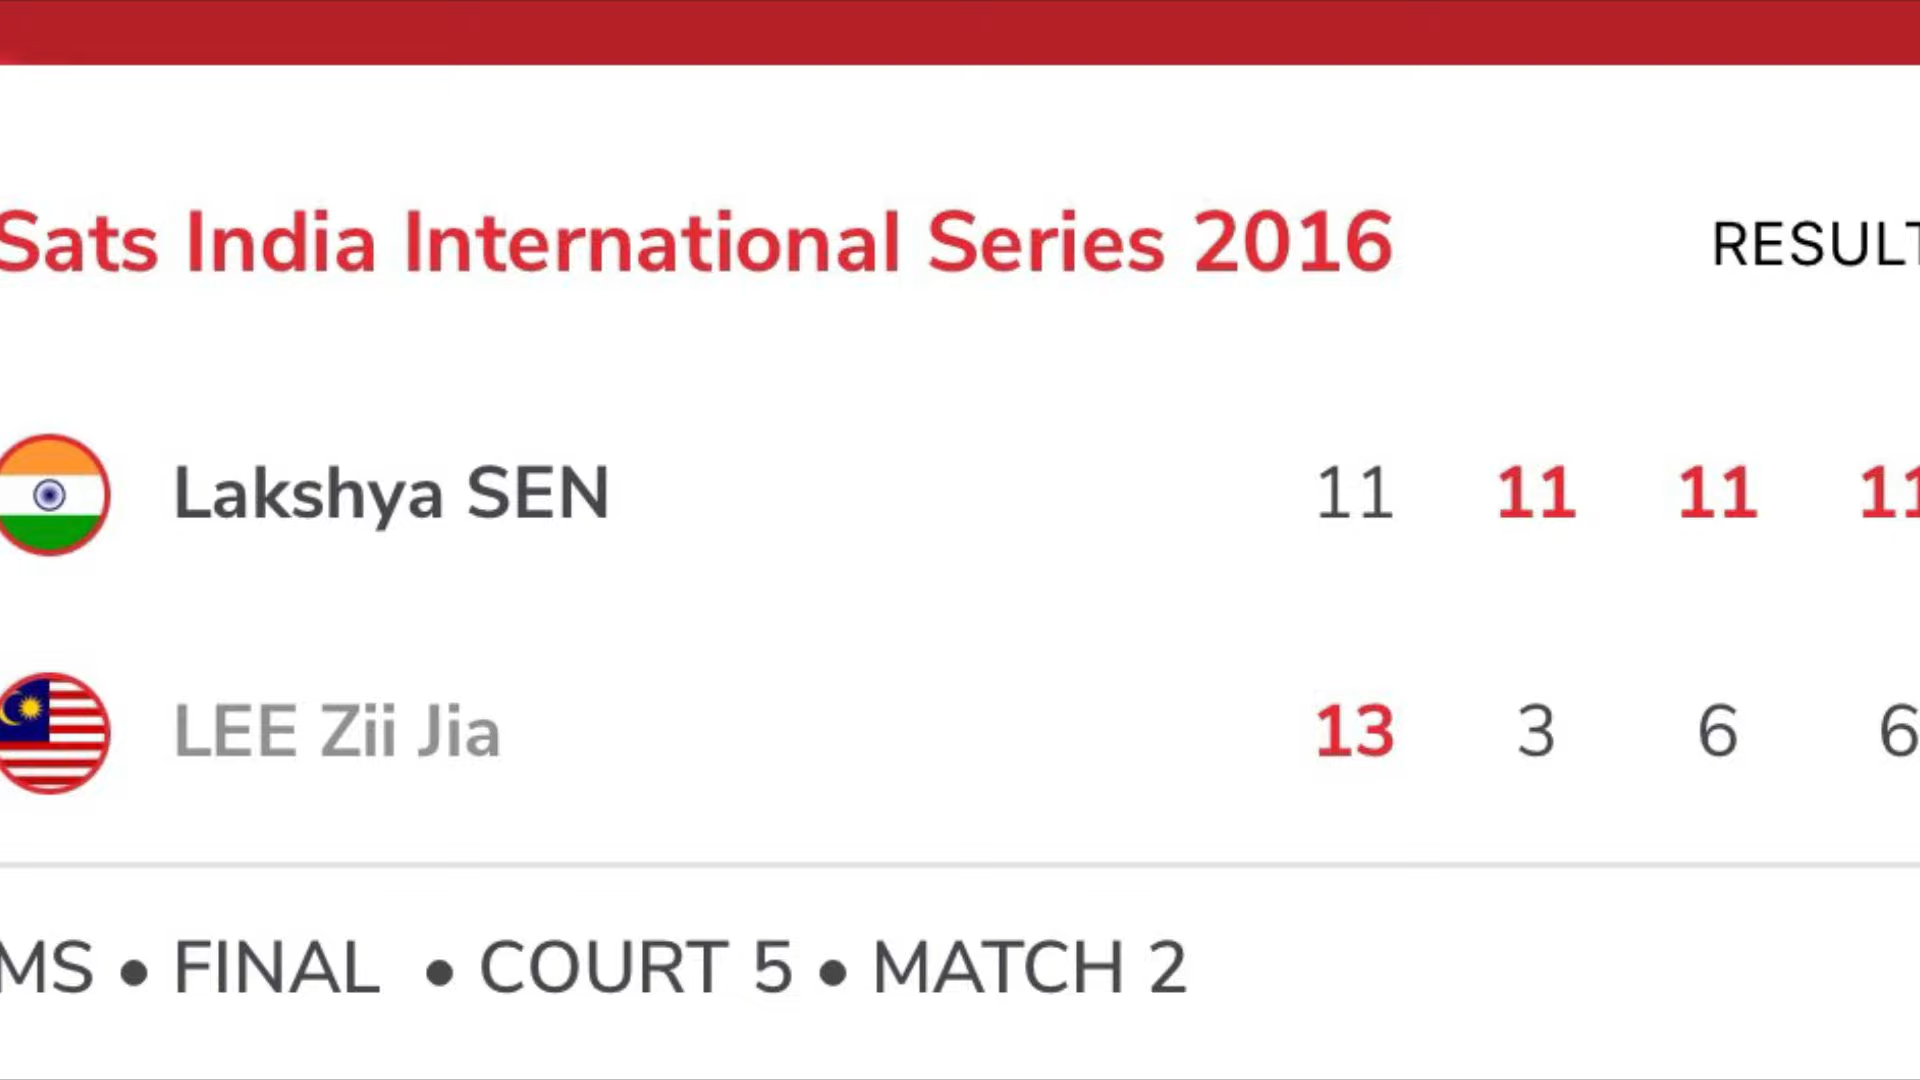 Sats India International Series 2016 RESULT
Lakshya SEN 11 11 11 11
LEE Zii Jia 13 3 6 6
MS • FINAL • COURT 5 • MATCH 2